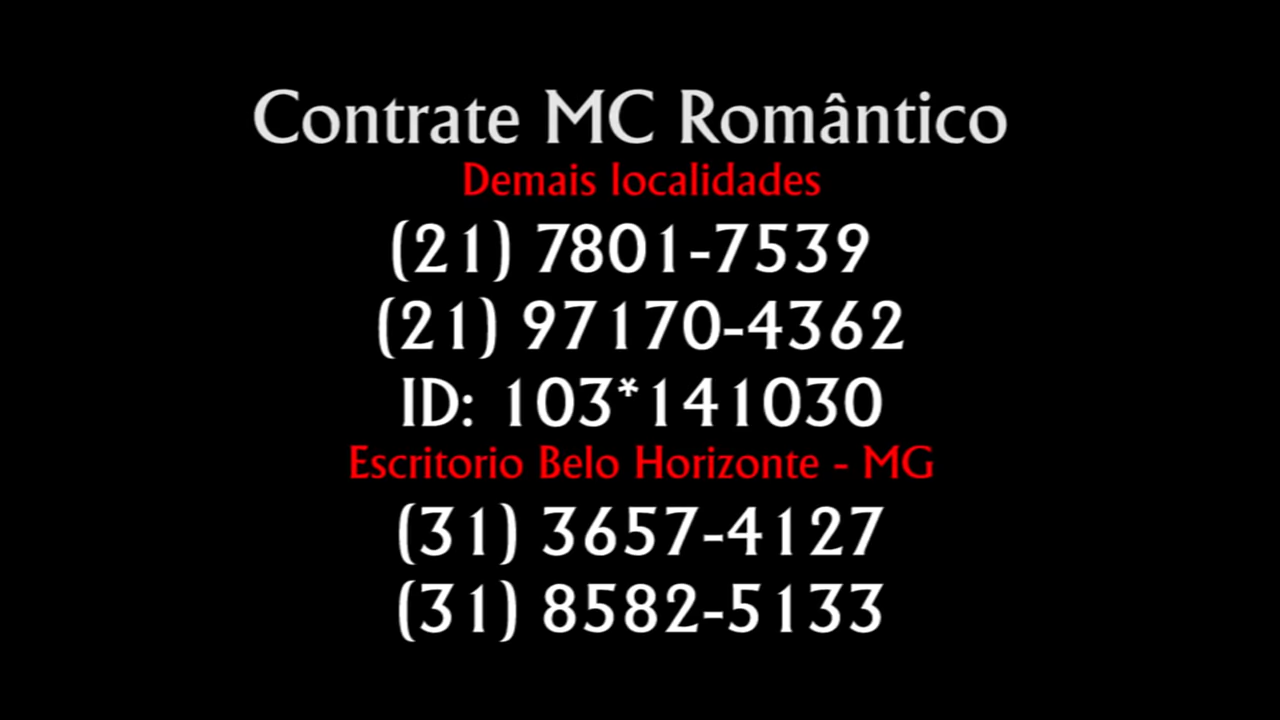 Contrate MC Romântico
Demais localidades
(21) 7801-7539
(21) 97170-4362
ID: 103*141030
Escritorio Belo Horizonte - MG
(31) 3657-4127
(31) 8582-5133